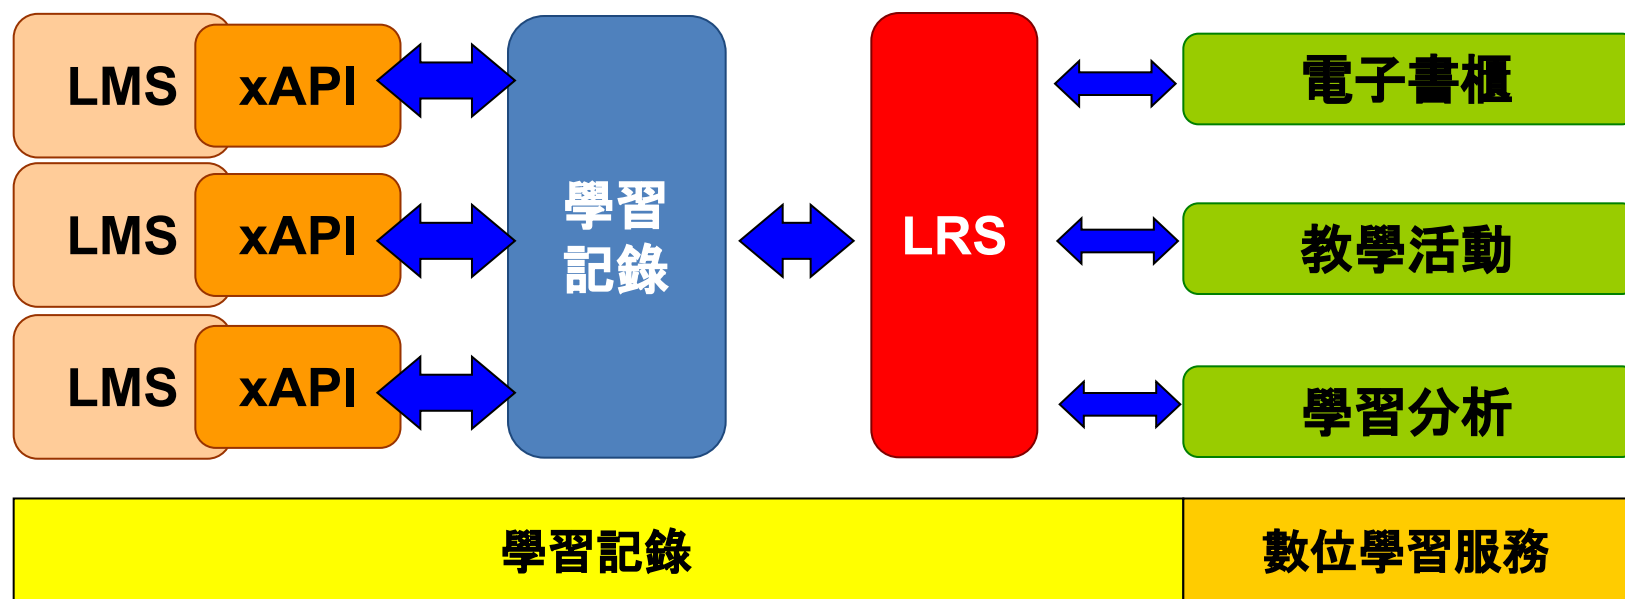 LMS xAPI
LMS xAPI
LMS xAPI
學習
記錄
LRS
電子書櫃
教學活動
學習分析
學習記錄
數位學習服務